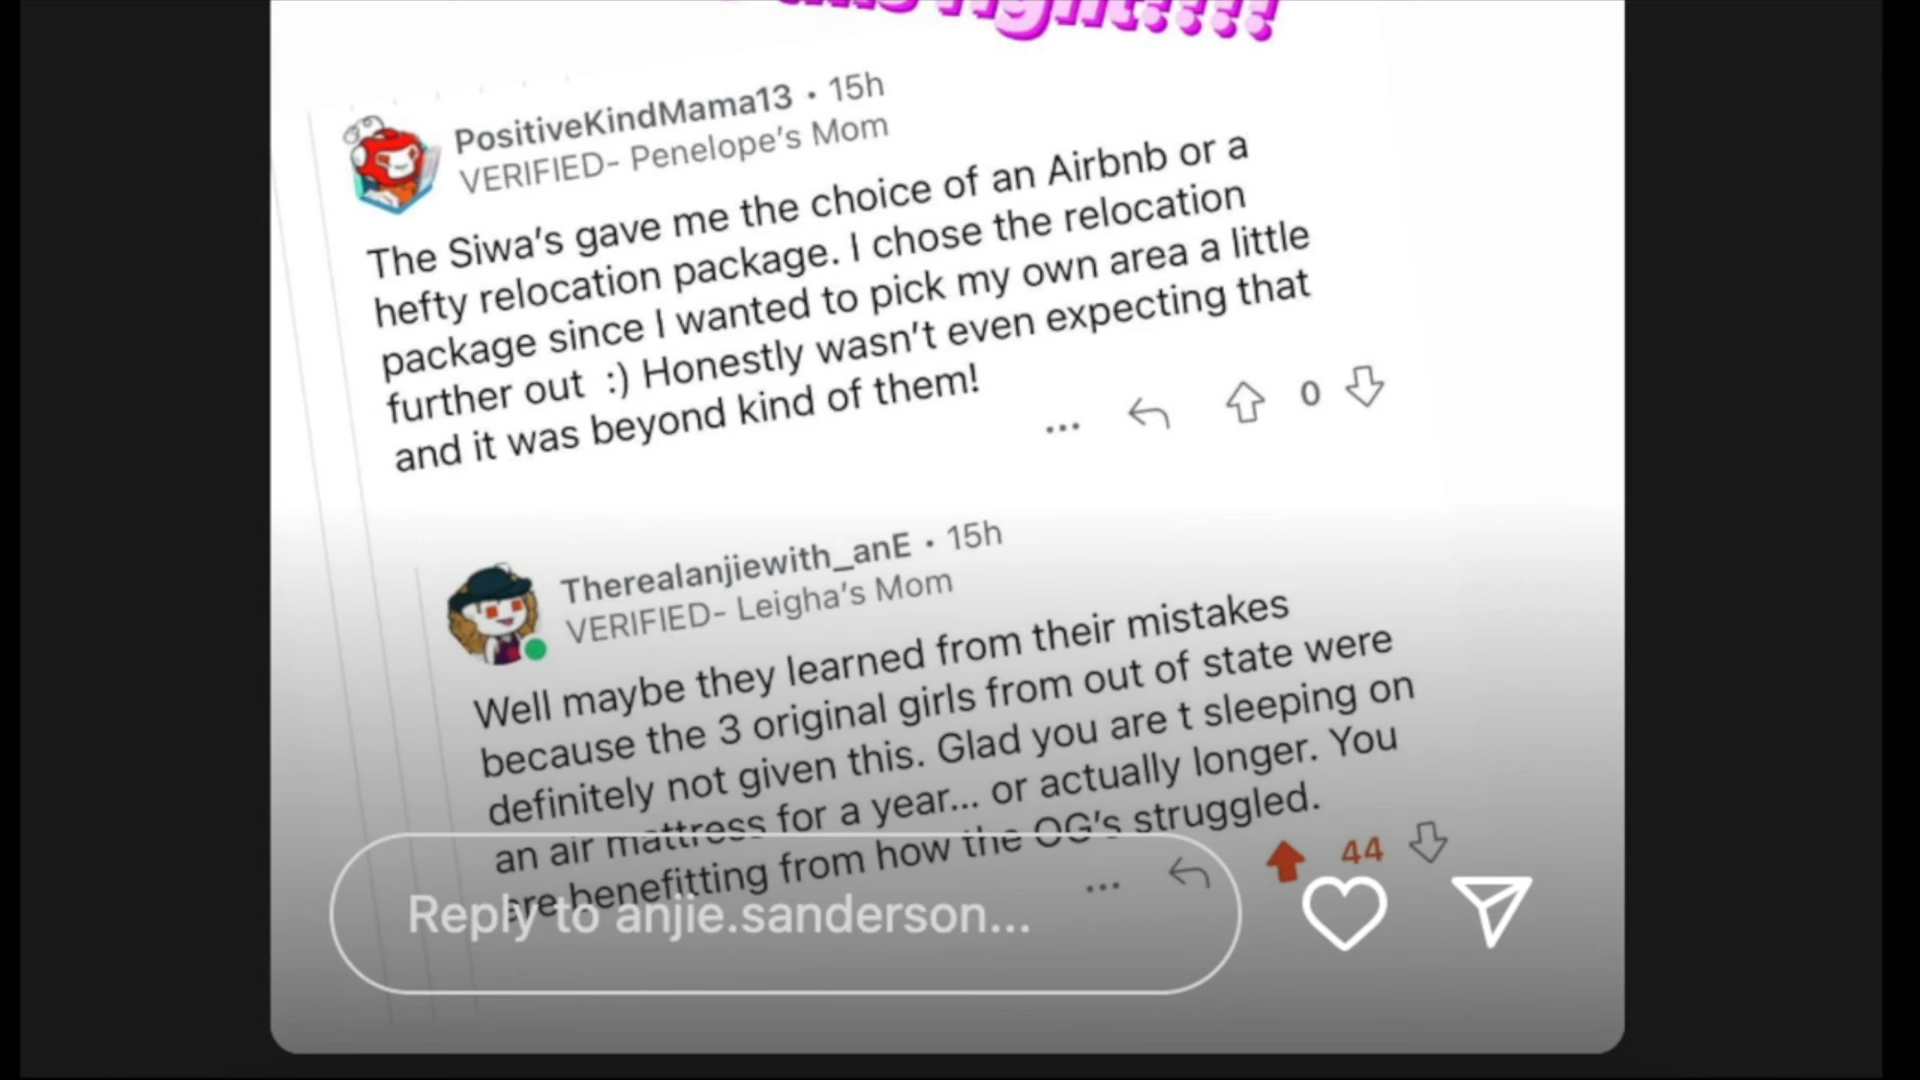 right!!!!
PositiveKindMama13 • 15h
VERIFIED- Penelope's Mom
The Siwa's gave me the choice of an Airbnb or a
hefty relocation package. I chose the relocation
package since I wanted to pick my own area a little
further out :) Honestly wasn't even expecting that
and it was beyond kind of them!
... 0
Therealanjiewith_anE • 15h
VERIFIED- Leigha's Mom
Well maybe they learned from their mistakes
because the 3 original girls from out of state were
definitely not given this. Glad you are t sleeping on
an air mattress for a year... or actually longer. You
are benefitting from how the OG's struggled.
... 44
Reply to anjie.sanderson...